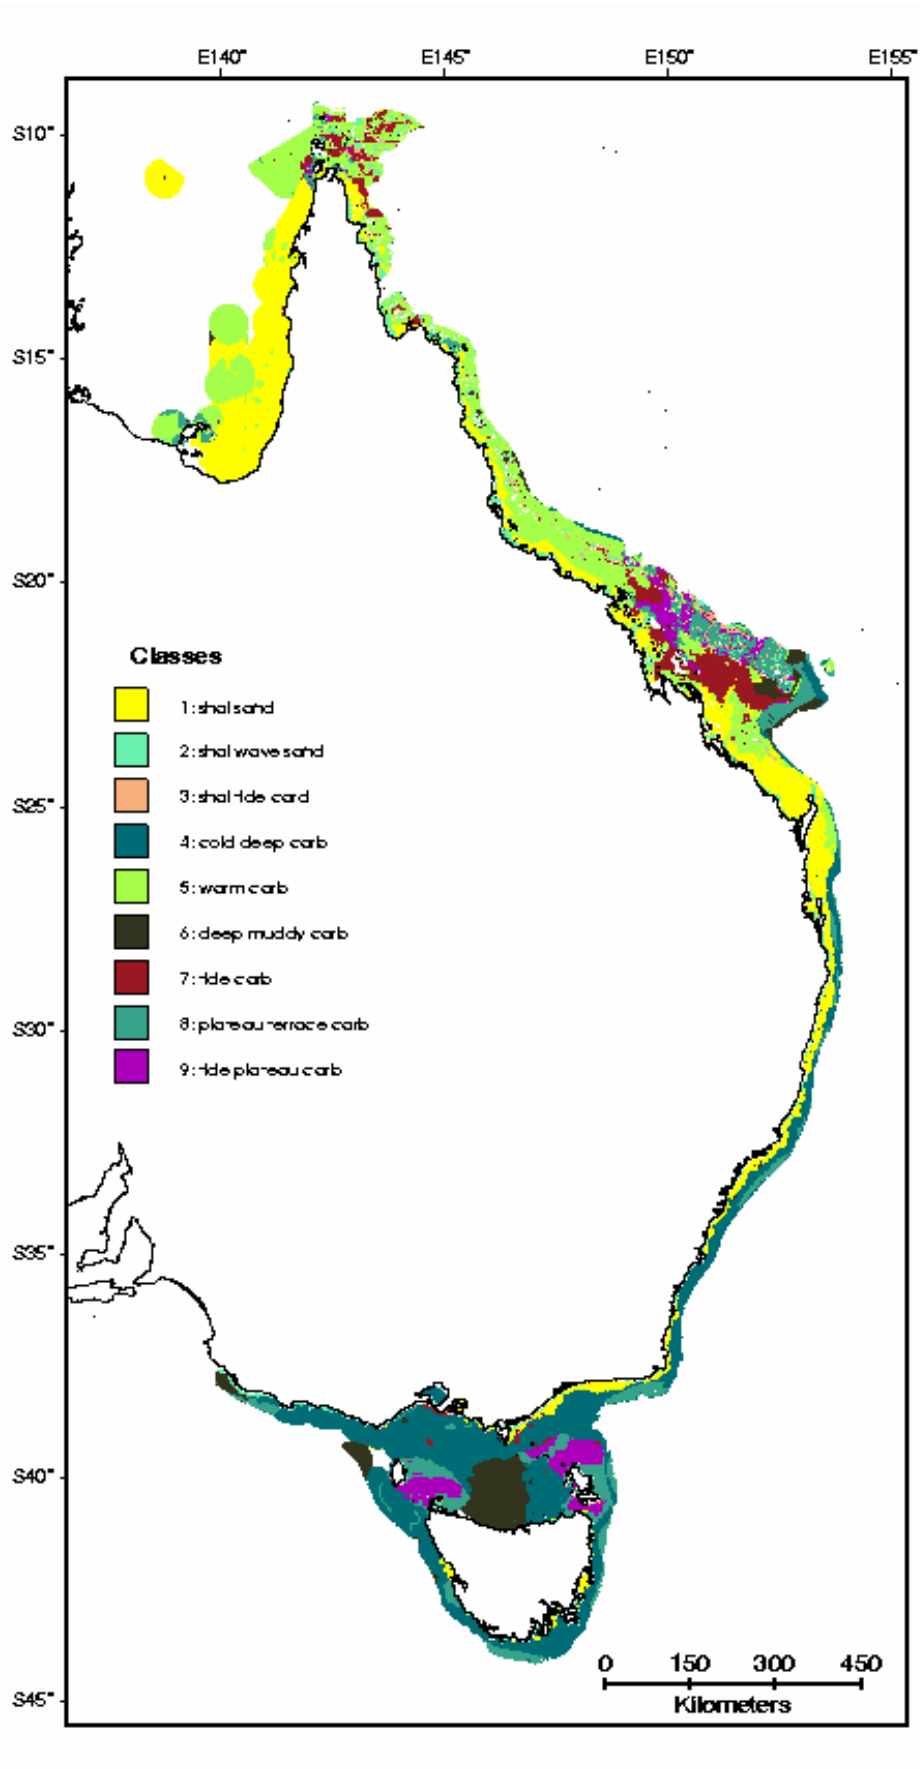 E140° E145° E150° E155°
S10°
S15°
S20°
Classes
1: shal sand
2: shal wave sand
3: shal tide card
S25°
4: cold deep carb
5: warm carb
6: deep muddy carb
7: tide carb
8: plateau terrace carb
S30°
9: tide plateau carb
S35°
S40°
0 150 300 450
Kilometers
S45°